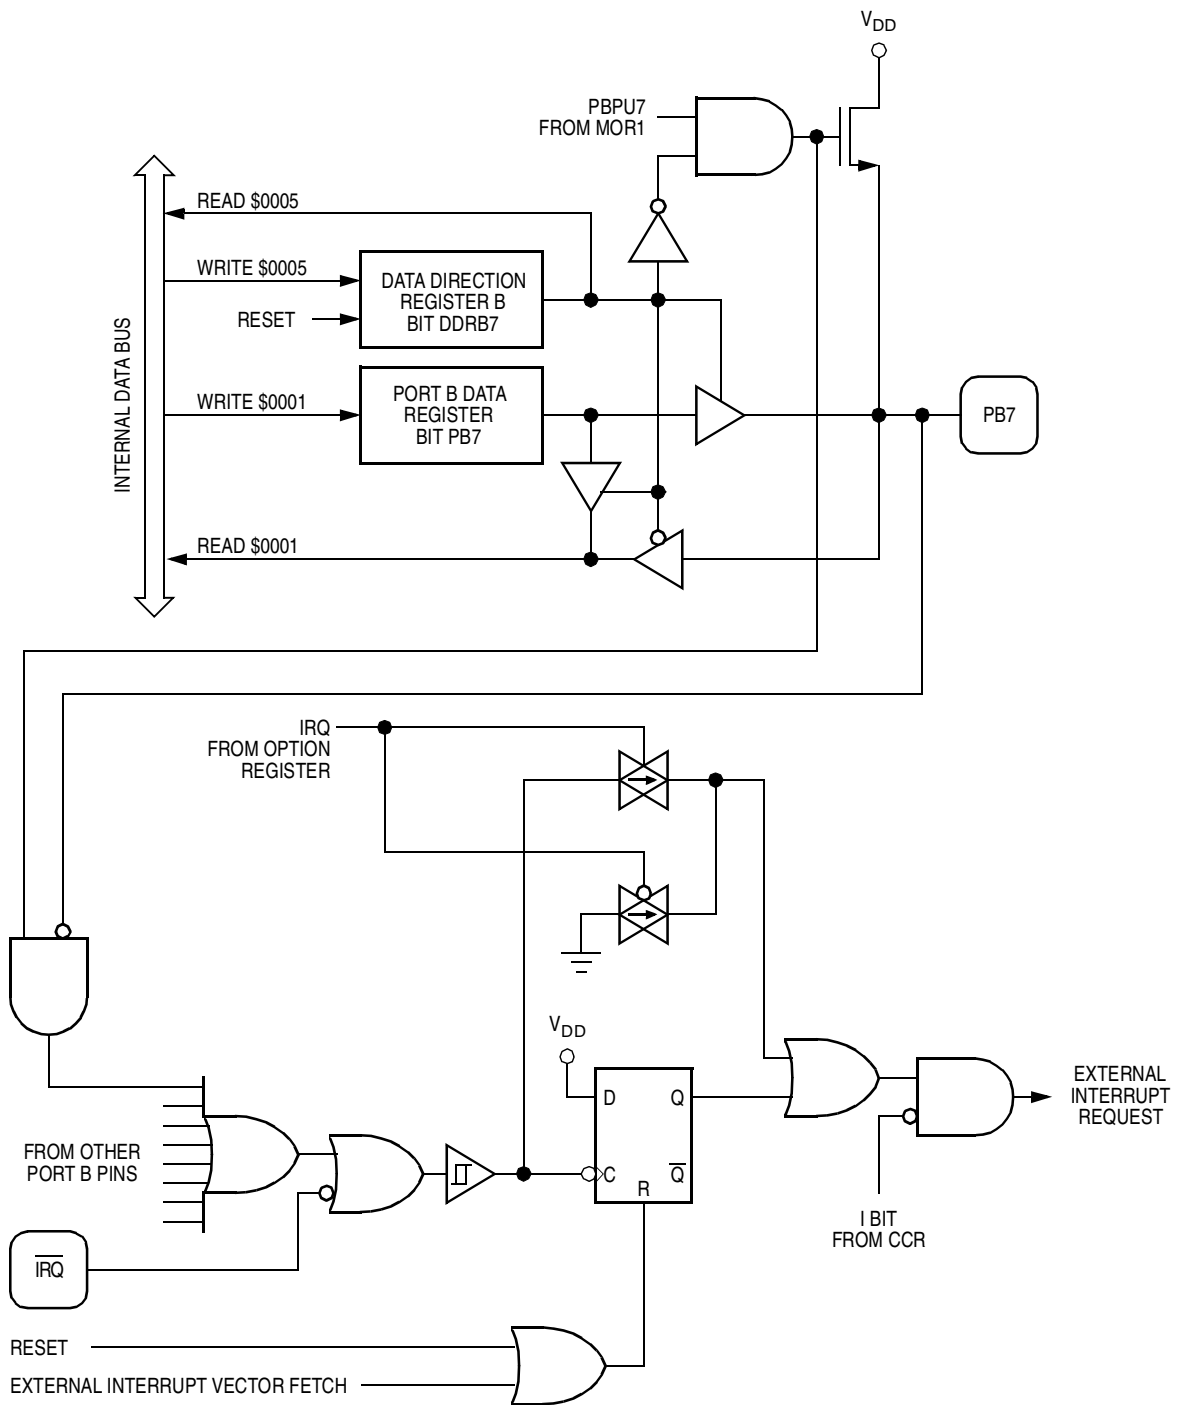 VDD
PBPU7
FROM MOR1
READ $0005
WRITE $0005
DATA DIRECTION
REGISTER B
BIT DDRB7
RESET
INTERNAL DATA BUS
WRITE $0001
PORT B DATA
REGISTER
BIT PB7
PB7
READ $0001
IRQ
FROM OPTION
REGISTER
VDD
D
Q
C
Q̅
R
EXTERNAL
INTERRUPT
REQUEST
FROM OTHER
PORT B PINS
I BIT
FROM CCR
I̅R̅Q̅
RESET
EXTERNAL INTERRUPT VECTOR FETCH